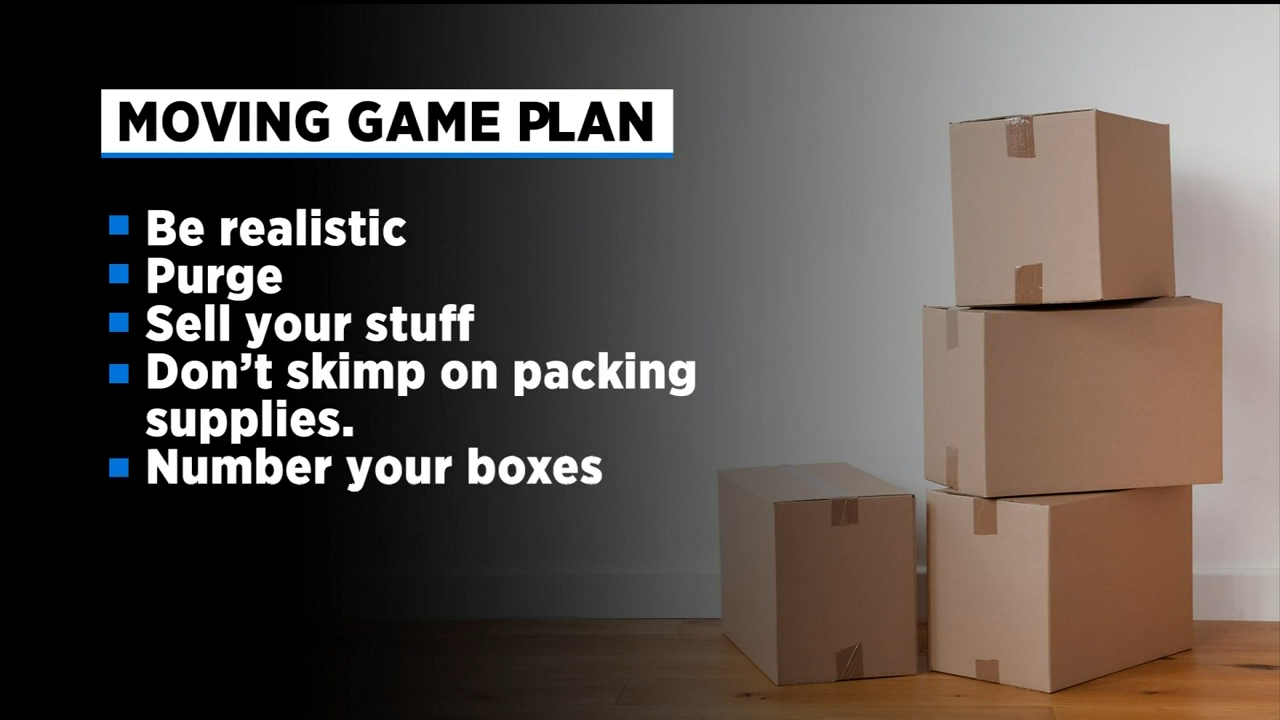 MOVING GAME PLAN
Be realistic
Purge
Sell your stuff
Don’t skimp on packing
supplies.
Number your boxes